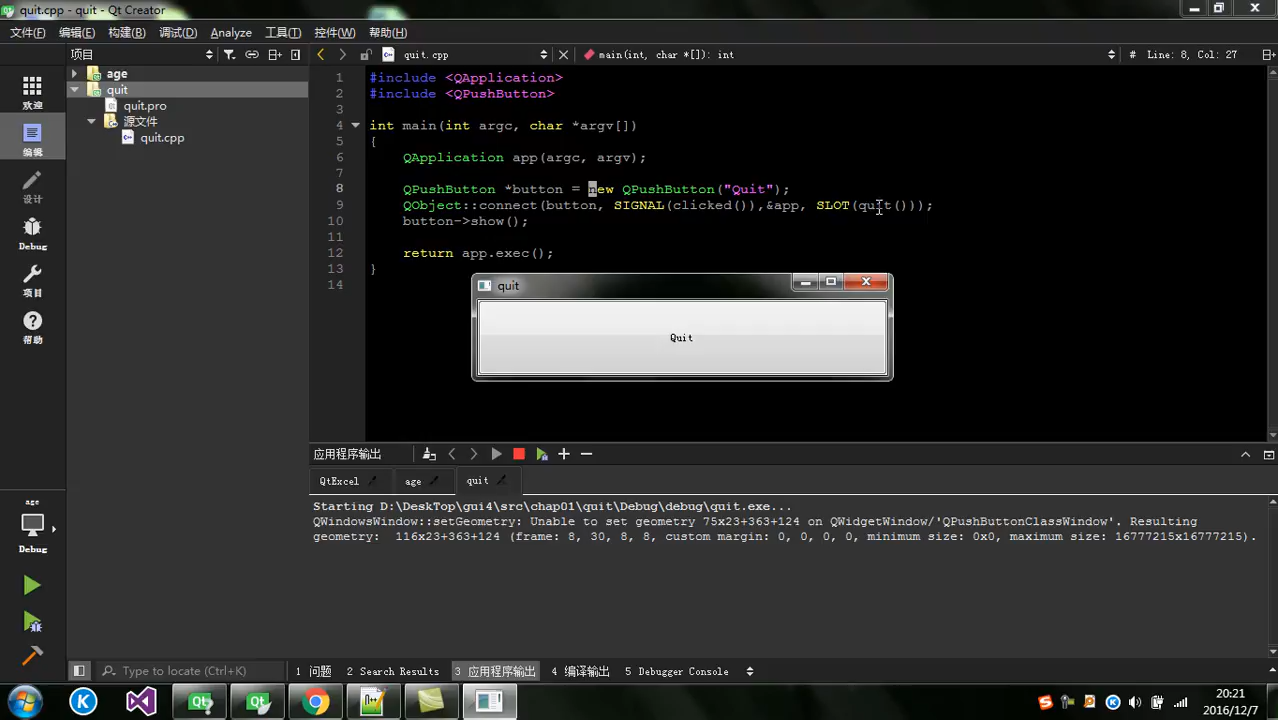 quit.cpp - quit - Qt Creator
文件(F) 编辑(E) 构建(B) 调试(D) Analyze 工具(T) 控件(W) 帮助(H)
项目 quit.cpp main(int, char *[]): int # Line: 8, Col: 27
age
quit
quit.pro
源文件
quit.cpp
欢迎
编辑
设计
Debug
项目
帮助
1 #include <QApplication>
2 #include <QPushButton>
3
4 int main(int argc, char *argv[])
5 {
6 QApplication app(argc, argv);
7
8 QPushButton *button = new QPushButton("Quit");
9 QObject::connect(button, SIGNAL(clicked()),&app, SLOT(quit()));
10 button->show();
11
12 return app.exec();
13 }
14
quit
Quit
应用程序输出
QtExcel age quit
Starting D:\DeskTop\gui4\src\chap01\quit\Debug\debug\quit.exe...
QWindowsWindow::setGeometry: Unable to set geometry 75x23+363+124 on QWidgetWindow/'QPushButtonClassWindow'. Resulting
geometry:  116x23+363+124 (frame: 8, 30, 8, 8, custom margin: 0, 0, 0, 0, minimum size: 0x0, maximum size: 16777215x16777215).
age
Debug
Type to locate (Ctrl+K) 1 问题 2 Search Results 3 应用程序输出 4 编译输出 5 Debugger Console
20:21
2016/12/7